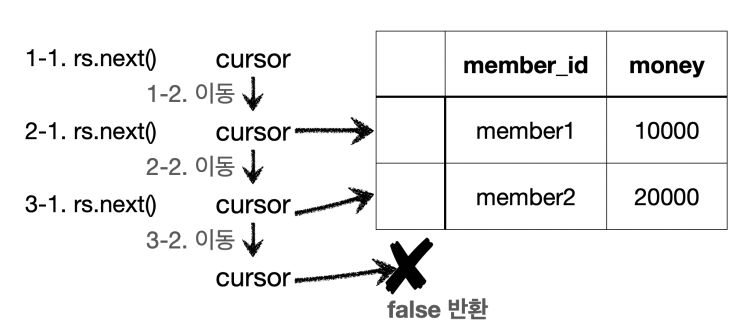 1-1. rs.next() cursor
1-2. 이동
2-1. rs.next() cursor
2-2. 이동
3-1. rs.next() cursor
3-2. 이동
cursor
false 반환
member_id money
member1 10000
member2 20000